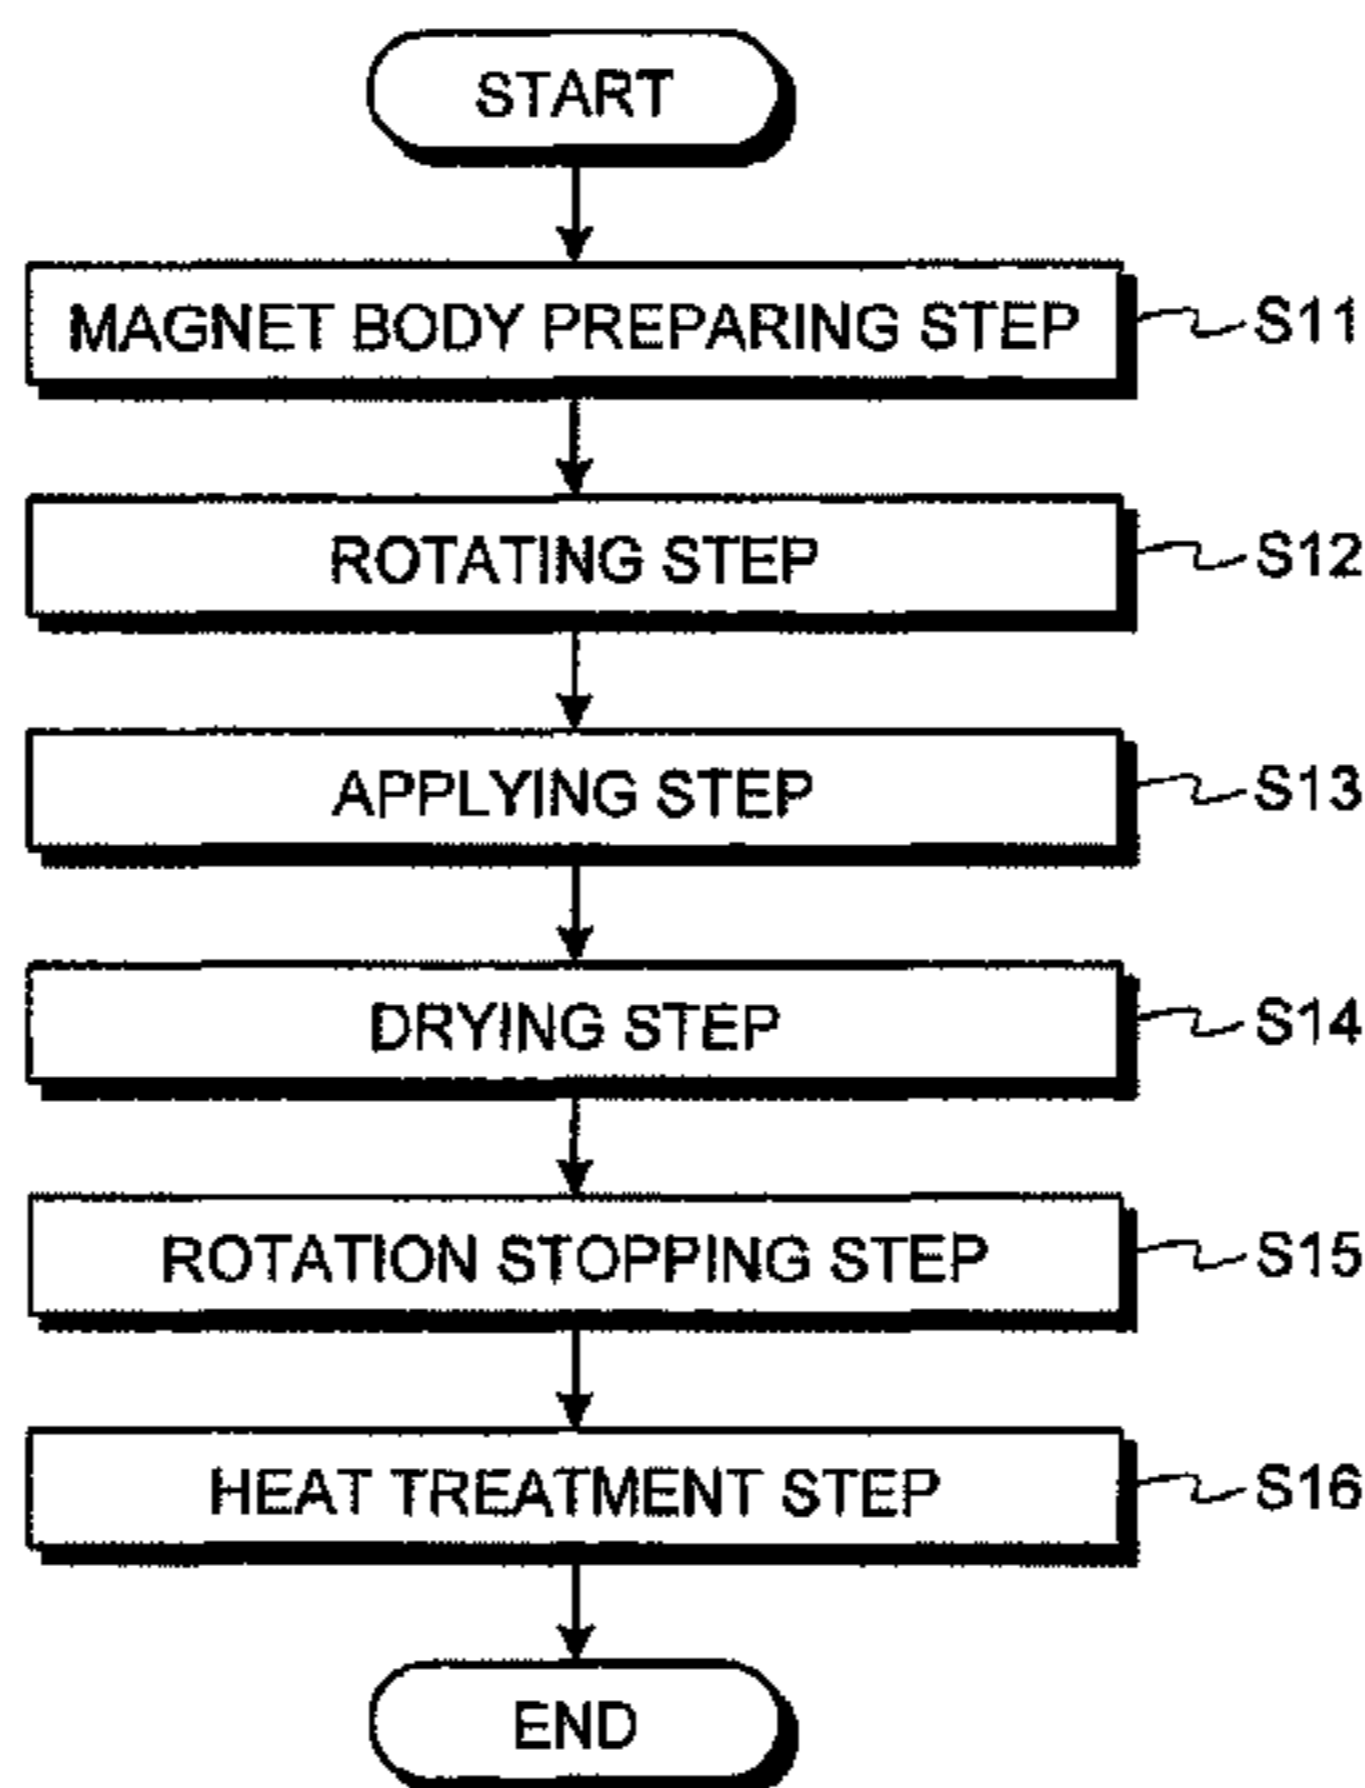 START
MAGNET BODY PREPARING STEP S11
ROTATING STEP S12
APPLYING STEP S13
DRYING STEP S14
ROTATION STOPPING STEP S15
HEAT TREATMENT STEP S16
END